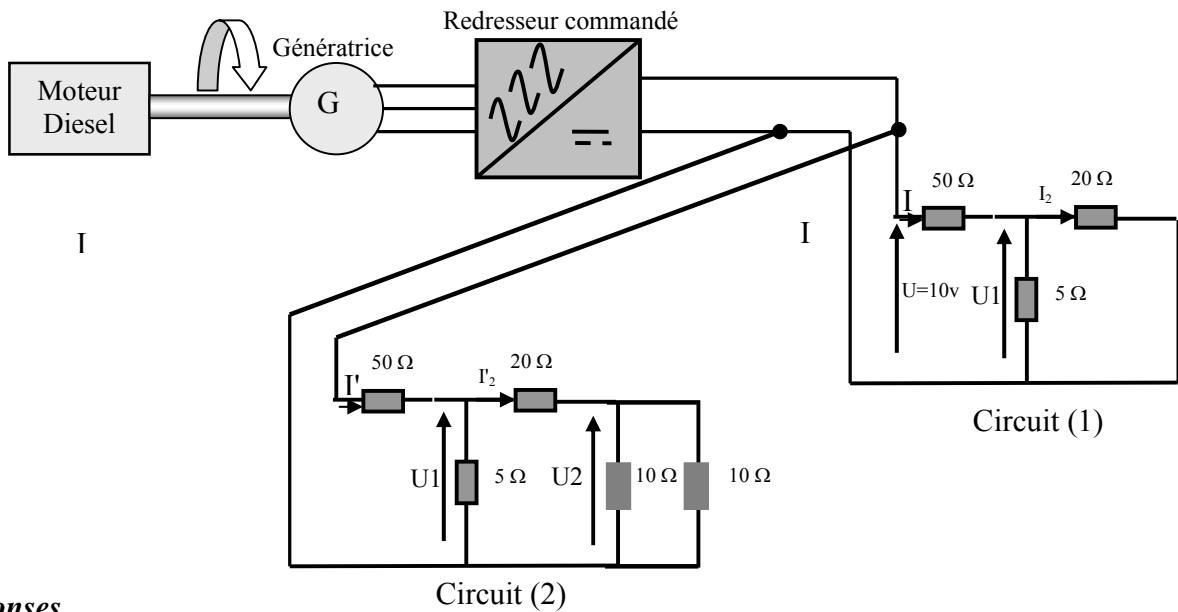 Redresseur commandé
Génératrice
Moteur
Diesel
G
50 Ω
20 Ω
I
I₂
I
I
U=10v
U1
5 Ω
50 Ω
20 Ω
I'
I'₂
Circuit (1)
U1
5 Ω
U2
10 Ω
10 Ω
Circuit (2)
onses